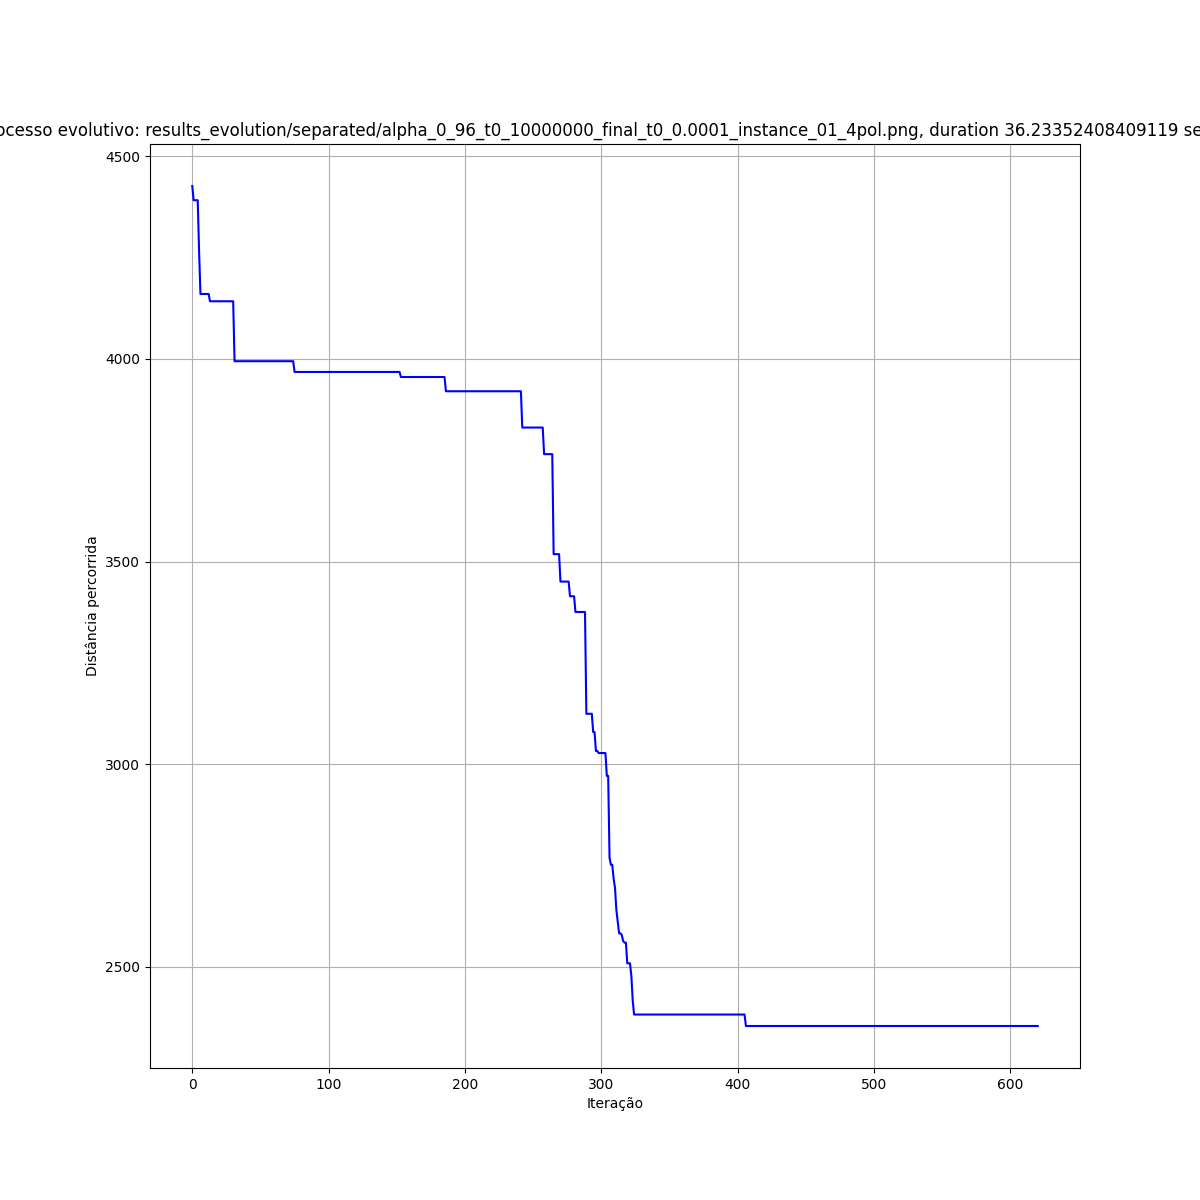 ocesso evolutivo: results_evolution/separated/alpha_0_96_t0_10000000_final_t0_0.0001_instance_01_4pol.png, duration 36.23352408409119 se
4500
4000
3500
3000
2500
Distância percorrida
0 100 200 300 400 500 600
Iteração